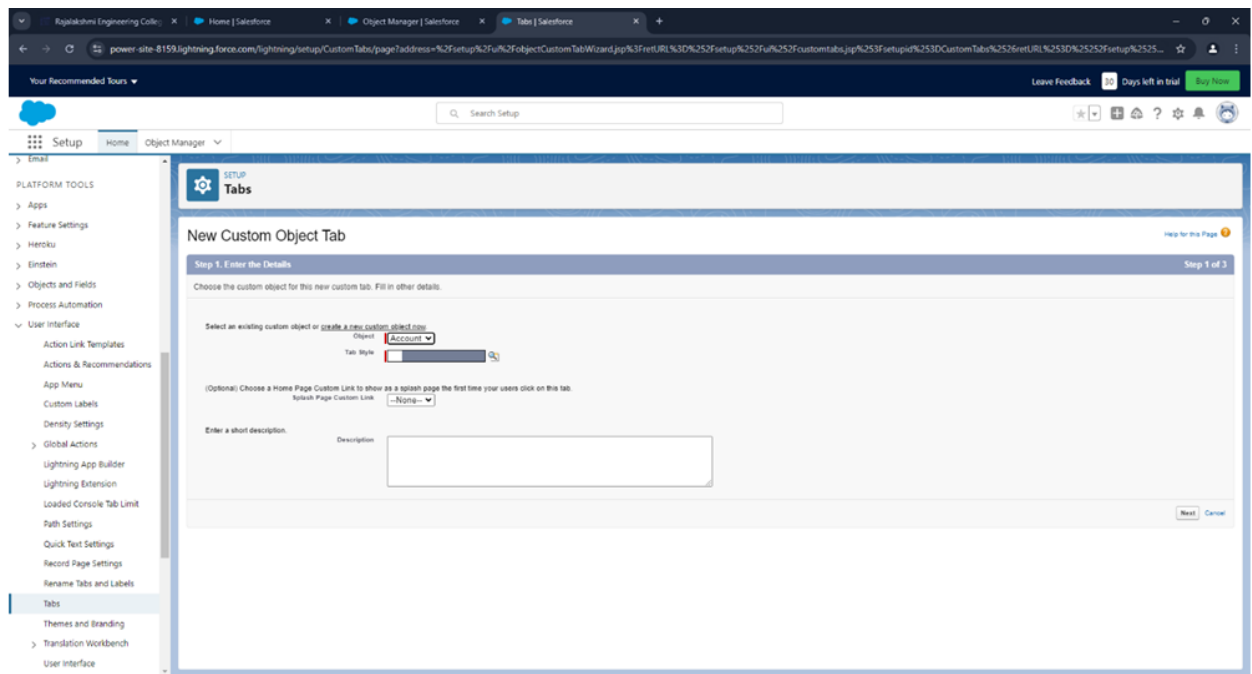 Rajalakshmi Engineering Colleg
Home | Salesforce
Object Manager | Salesforce
Tabs | Salesforce
power-site-8159.lightning.force.com/lightning/setup/CustomTabs/page?address=%2Fsetup%2Fui%2FobjectCustomTabWizard.jsp%3FretURL%3D%252Fsetup%252Fui%252Fcustomtabs.jsp%253Fsetupid%253DCustomTabs%2526retURL%253D%25252Fsetup%2525...
Your Recommended Tours
Leave Feedback 30 Days left in trial Buy Now
Search Setup
Setup Home Object Manager
Email
PLATFORM TOOLS
Apps
Feature Settings
Heroku
Einstein
Objects and Fields
Process Automation
User Interface
Action Link Templates
Actions & Recommendations
App Menu
Custom Labels
Density Settings
Global Actions
Lightning App Builder
Lightning Extension
Loaded Console Tab Limit
Path Settings
Quick Text Settings
Record Page Settings
Rename Tabs and Labels
Tabs
Themes and Branding
Translation Workbench
User Interface
SETUP
Tabs
New Custom Object Tab
Help for this Page
Step 1. Enter the Details Step 1 of 3
Choose the custom object for this new custom tab. Fill in other details.
Select an existing custom object or create a new custom object now.
Object Account
Tab Style
(Optional) Choose a Home Page Custom Link to show as a splash page the first time your users click on this tab.
Splash Page Custom Link --None--
Enter a short description.
Description
Next Cancel